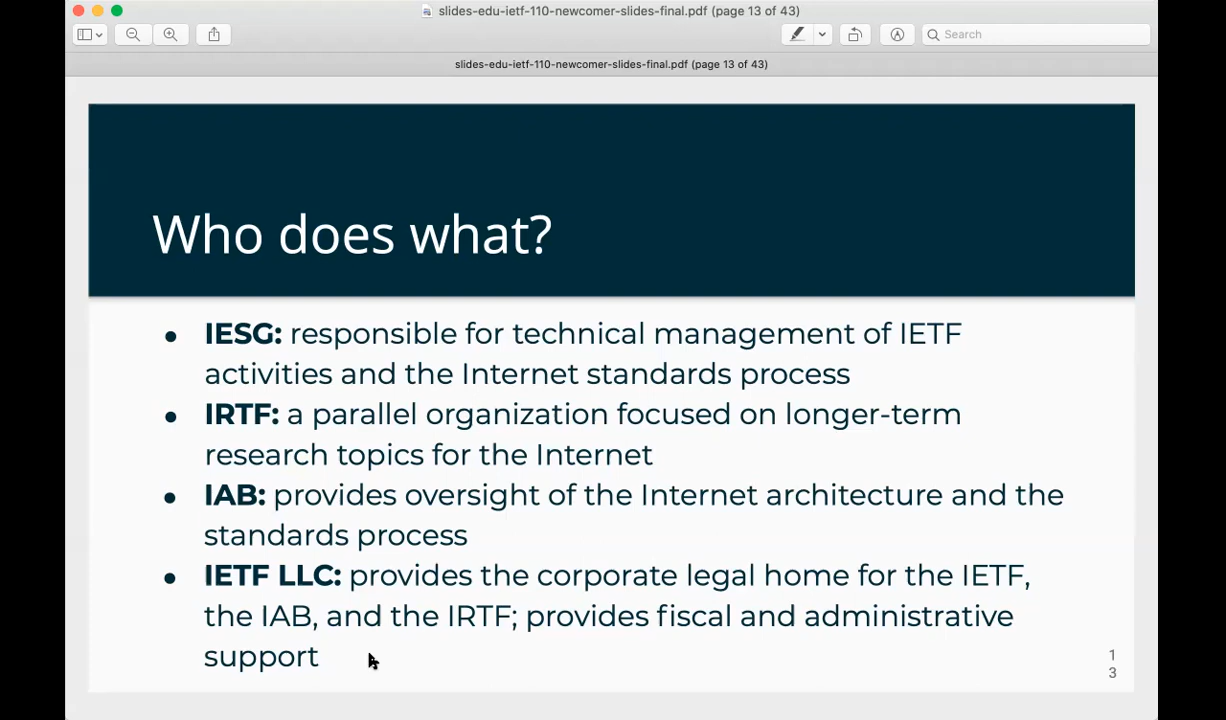 slides-edu-ietf-110-newcomer-slides-final.pdf (page 13 of 43)
Search
slides-edu-ietf-110-newcomer-slides-final.pdf (page 13 of 43)
Who does what?
● IESG: responsible for technical management of IETF
activities and the Internet standards process
● IRTF: a parallel organization focused on longer-term
research topics for the Internet
● IAB: provides oversight of the Internet architecture and the
standards process
● IETF LLC: provides the corporate legal home for the IETF,
the IAB, and the IRTF; provides fiscal and administrative
support
1
3